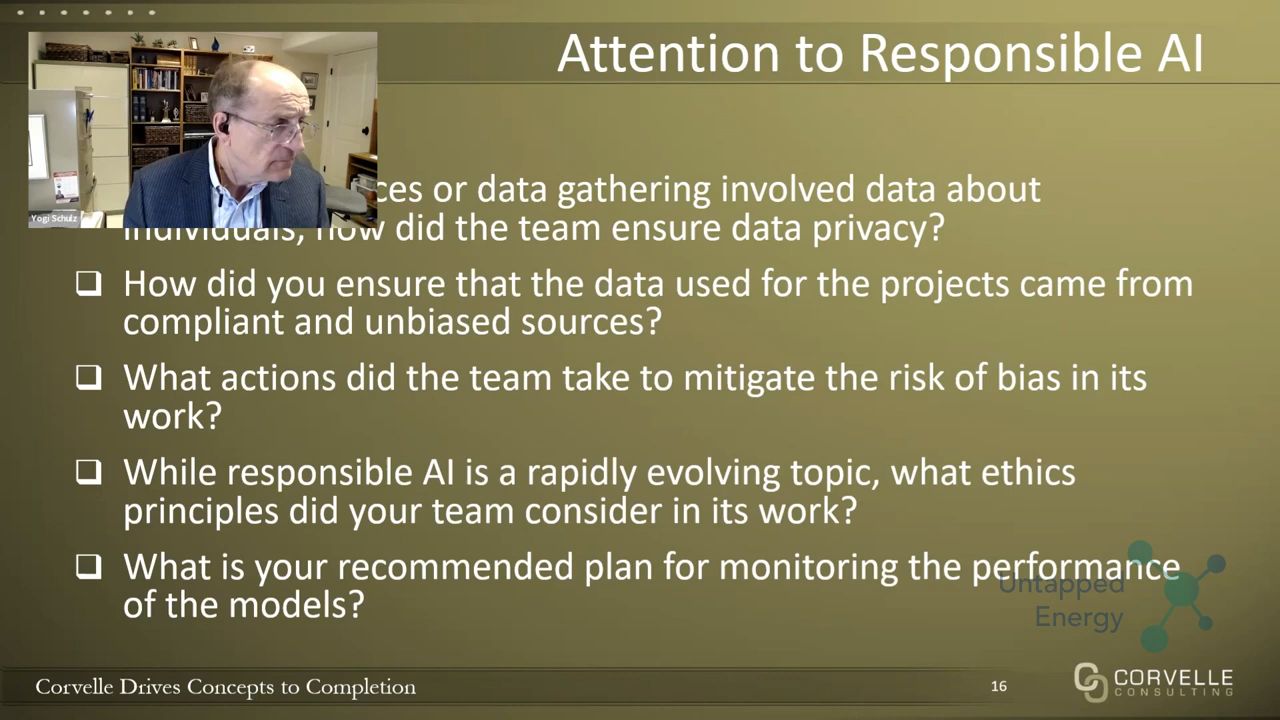 Attention to Responsible AI
or data gathering involved data about
individuals, how did the team ensure data privacy?
❑ How did you ensure that the data used for the projects came from
compliant and unbiased sources?
❑ What actions did the team take to mitigate the risk of bias in its
work?
❑ While responsible AI is a rapidly evolving topic, what ethics
principles did your team consider in its work?
❑ What is your recommended plan for monitoring the performance
of the models?
Yogi Schulz
Untapped
Energy
Corvelle Drives Concepts to Completion
16
CORVELLE
CONSULTING